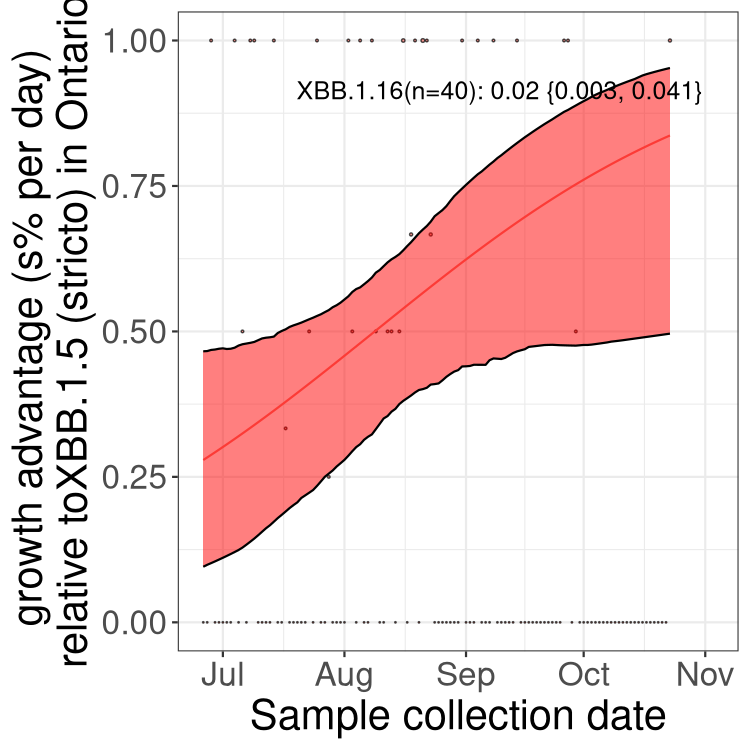 growth advantage (s% per day)
relative toXBB.1.5 (stricto) in Ontario
1.00
0.75
0.50
0.25
0.00
XBB.1.16(n=40): 0.02 {0.003, 0.041}
Jul Aug Sep Oct Nov
Sample collection date